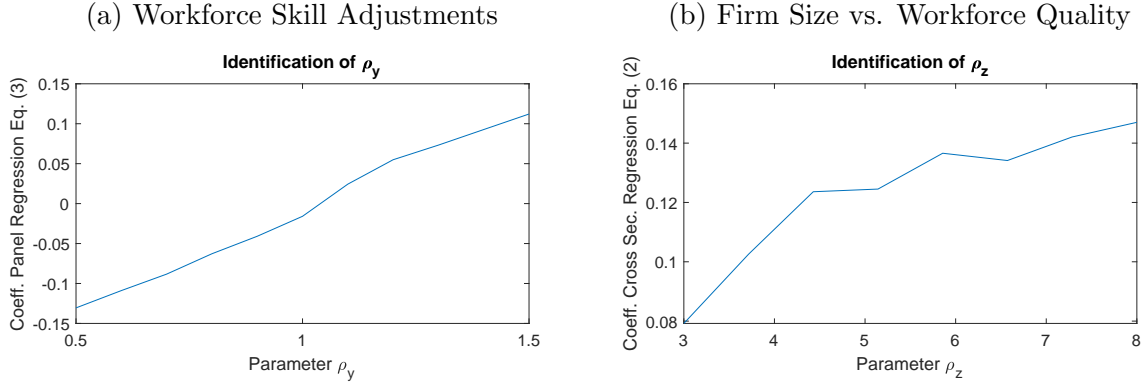 (a) Workforce Skill Adjustments
Identification of ρy
Coeff. Panel Regression Eq. (3)
0.15
0.1
0.05
0
-0.05
-0.1
-0.15
0.5
1
1.5
Parameter ρy
(b) Firm Size vs. Workforce Quality
Identification of ρz
Coeff. Cross Sec. Regression Eq. (2)
0.16
0.14
0.12
0.1
0.08
3
4
5
6
7
8
Parameter ρz